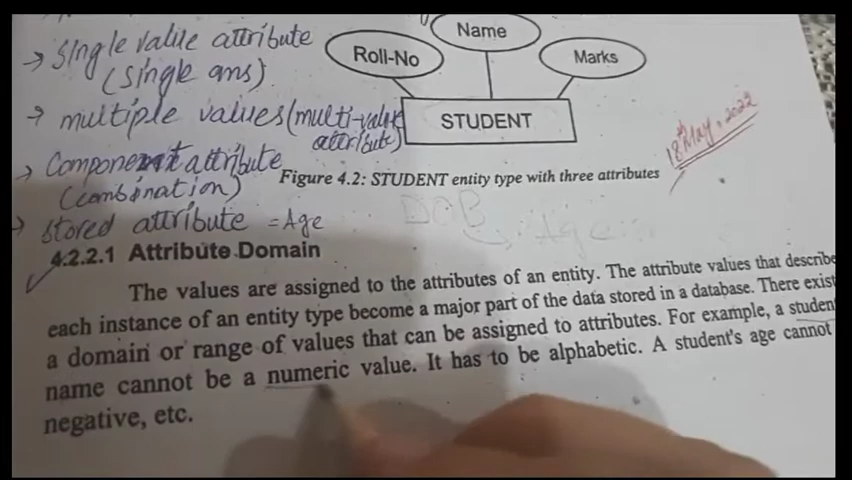 → Single value attribute
(single ans)
→ multiple values (multi-value
attribute)
→ Component attribute
(combination)
→ Stored attribute = Age
Name
Roll-No
Marks
STUDENT
18 May, 2022
Figure 4.2: STUDENT entity type with three attributes
DOB
Age
4.2.2.1 Attribute Domain
The values are assigned to the attributes of an entity. The attribute values that describe
each instance of an entity type become a major part of the data stored in a database. There exist
a domain or range of values that can be assigned to attributes. For example, a student
name cannot be a numeric value. It has to be alphabetic. A student's age cannot
negative, etc.